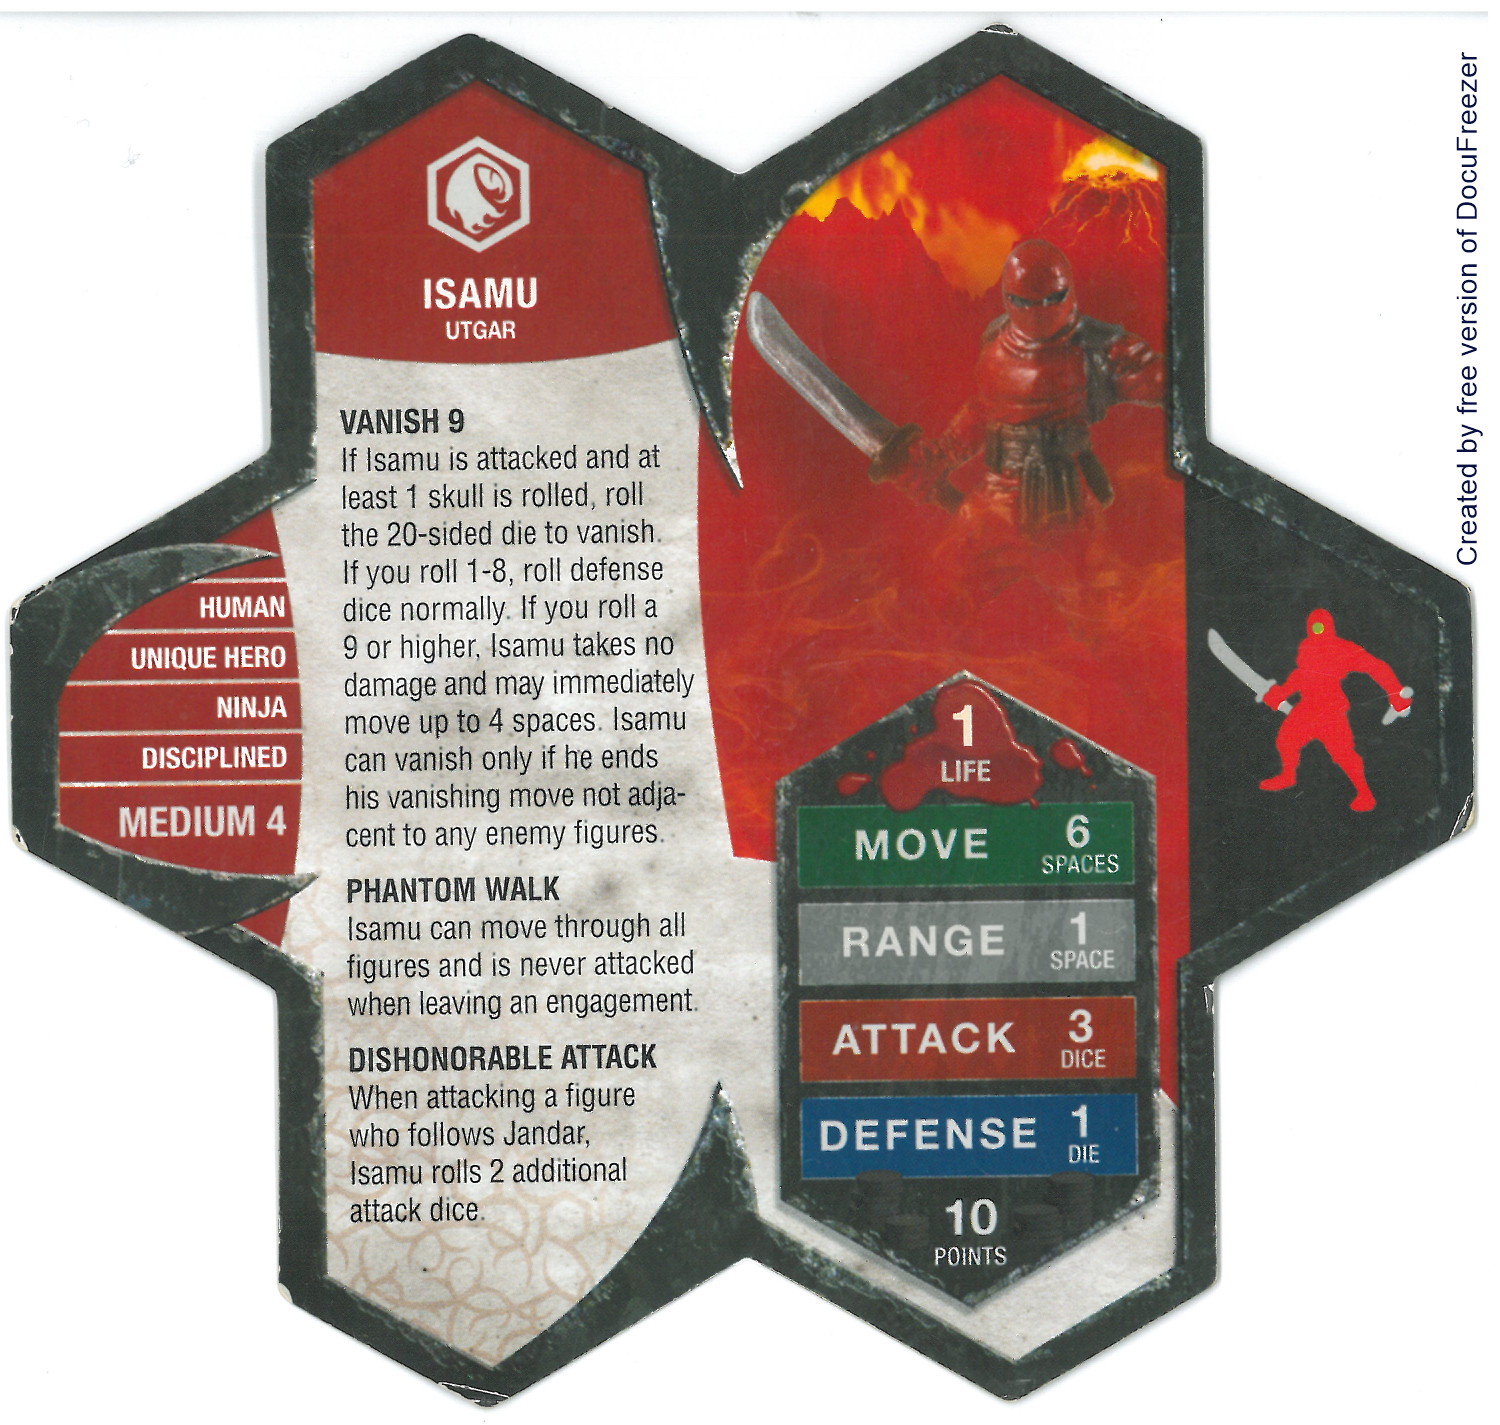 ISAMU
UTGAR
VANISH 9
If Isamu is attacked and at
least 1 skull is rolled, roll
the 20-sided die to vanish.
If you roll 1-8, roll defense
dice normally. If you roll a
9 or higher, Isamu takes no
damage and may immediately
move up to 4 spaces. Isamu
can vanish only if he ends
his vanishing move not adja-
cent to any enemy figures.
PHANTOM WALK
Isamu can move through all
figures and is never attacked
when leaving an engagement.
DISHONORABLE ATTACK
When attacking a figure
who follows Jandar,
Isamu rolls 2 additional
attack dice.
HUMAN
UNIQUE HERO
NINJA
DISCIPLINED
MEDIUM 4
1
LIFE
MOVE 6
SPACES
RANGE 1
SPACE
ATTACK 3
DICE
DEFENSE 1
DIE
10
POINTS
Created by free version of DocuFreezer